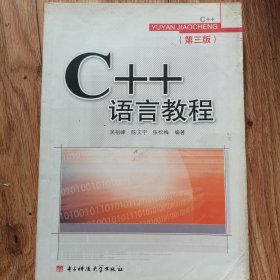 C++
YUYAN JIAOCHENG
(第三版)
C++
语言教程
陈文宇 张松梅 编著
电子科技大学出版社